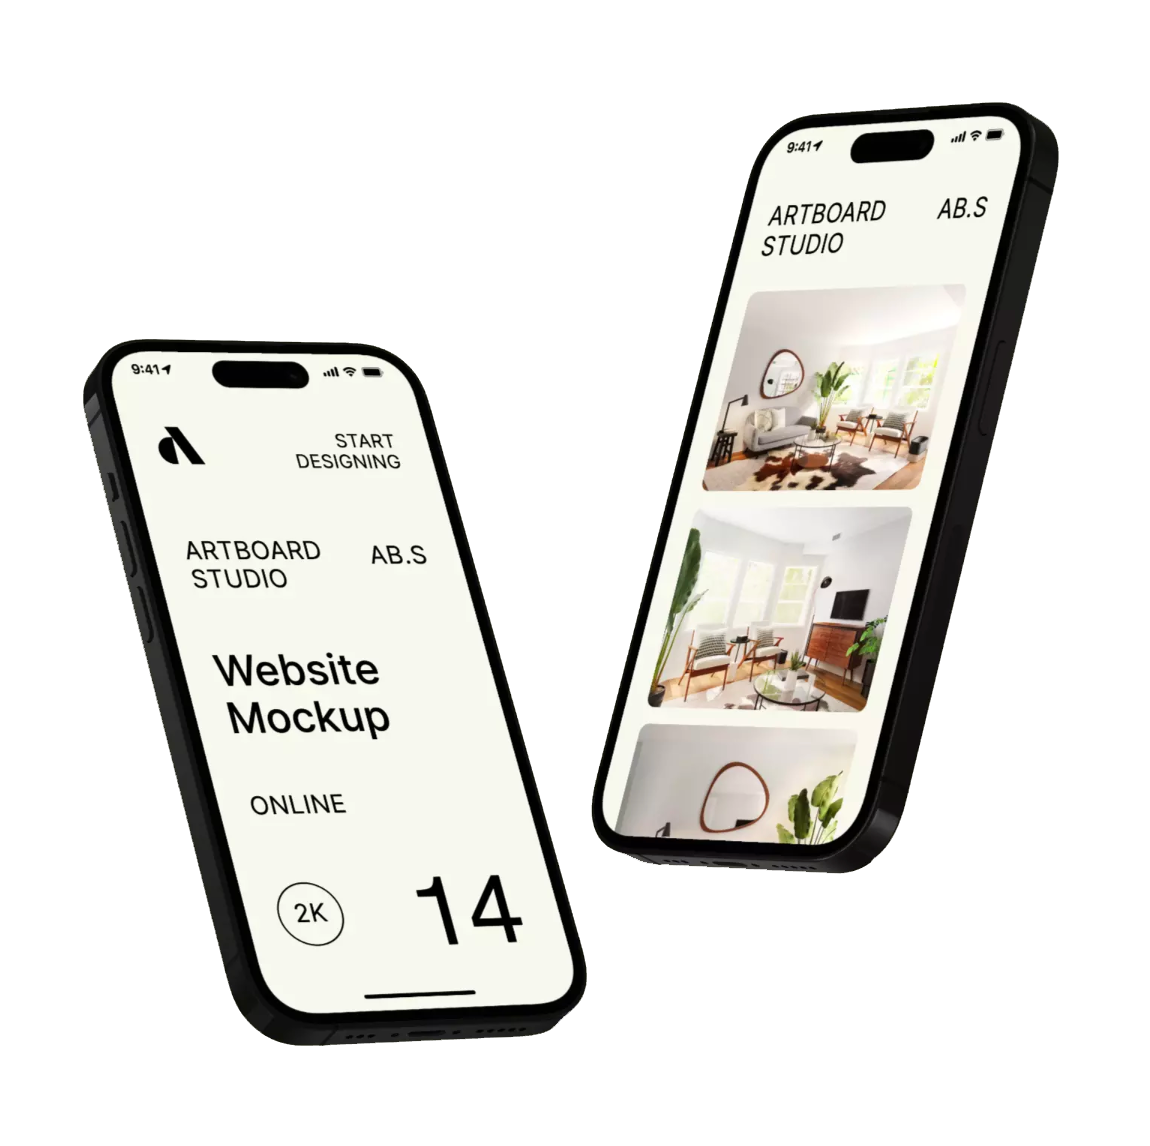 9:41
START
DESIGNING
ARTBOARD
STUDIO
AB.S
Website
Mockup
ONLINE
2K
14
9:41
ARTBOARD
STUDIO
AB.S